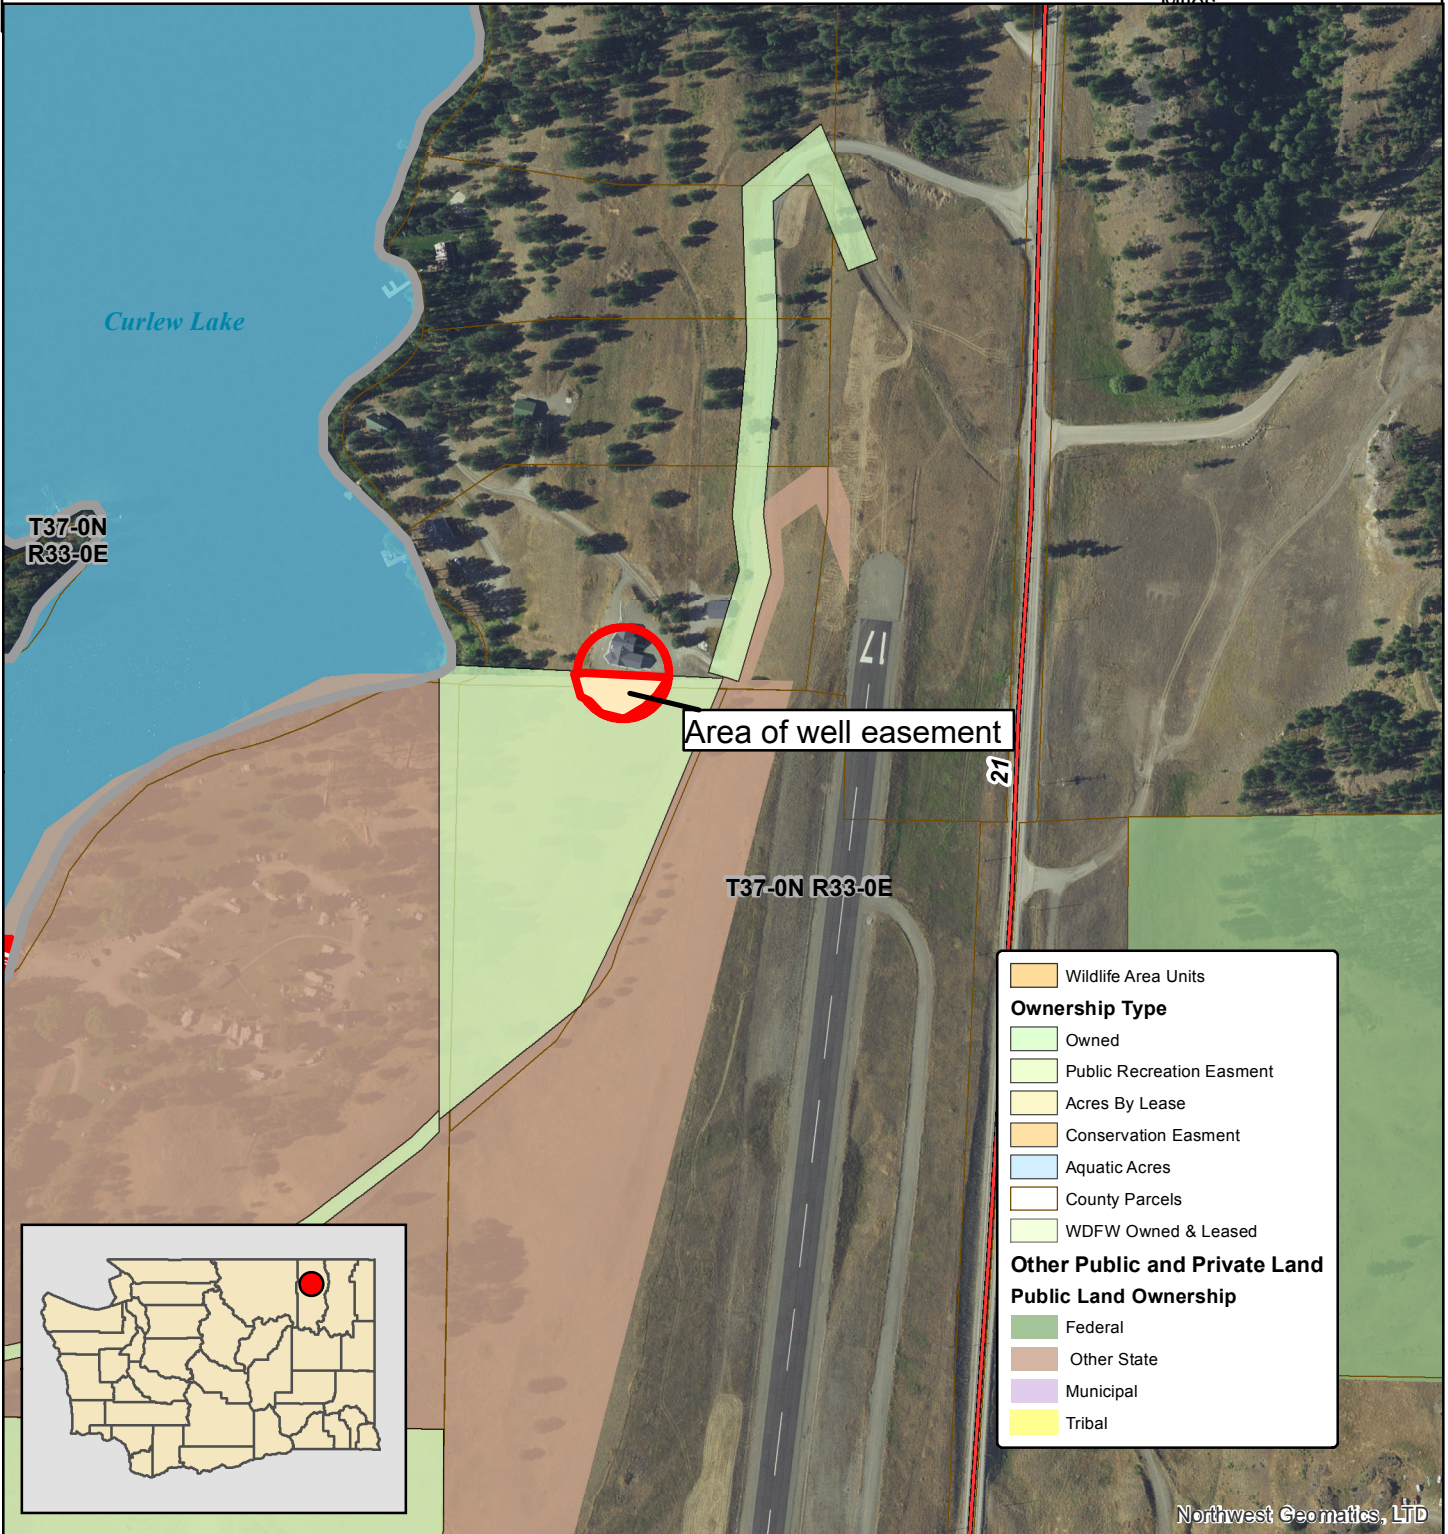 Curlew Lake
T37-0N
R33-0E
17
Area of well easement
21
T37-0N R33-0E
Wildlife Area Units
Ownership Type
Owned
Public Recreation Easment
Acres By Lease
Conservation Easment
Aquatic Acres
County Parcels
WDFW Owned & Leased
Other Public and Private Land
Public Land Ownership
Federal
Other State
Municipal
Tribal
Northwest Geomatics, LTD